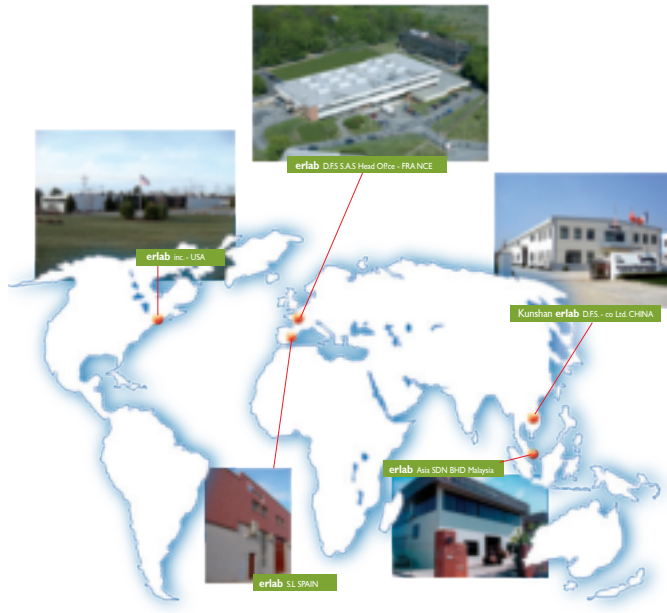 erlab D.F.S S.A.S Head Office - FRANCE
erlab inc. - USA
Kunshan erlab D.F.S. - co Ltd. CHINA
erlab Asia SDN BHD Malaysia
erlab S.L SPAIN